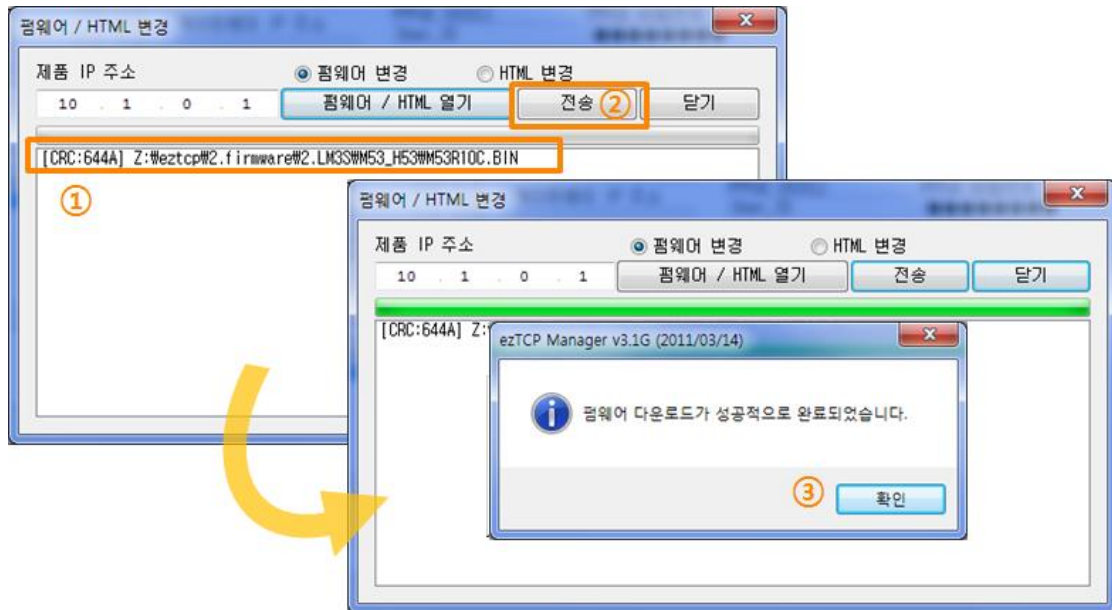 펌웨어 / HTML 변경
제품 IP 주소
펌웨어 변경
HTML 변경
10 . 1 . 0 . 1
펌웨어 / HTML 열기
전송
②
닫기
[CRC:644A] Z:₩eztcp₩2.firmware₩2.LM3S₩M53_H53₩M53R10C.BIN
①
펌웨어 / HTML 변경
제품 IP 주소
펌웨어 변경
HTML 변경
10 . 1 . 0 . 1
펌웨어 / HTML 열기
전송
닫기
[CRC:644A] Z:
ezTCP Manager v3.1G (2011/03/14)
펌웨어 다운로드가 성공적으로 완료되었습니다.
③
확인